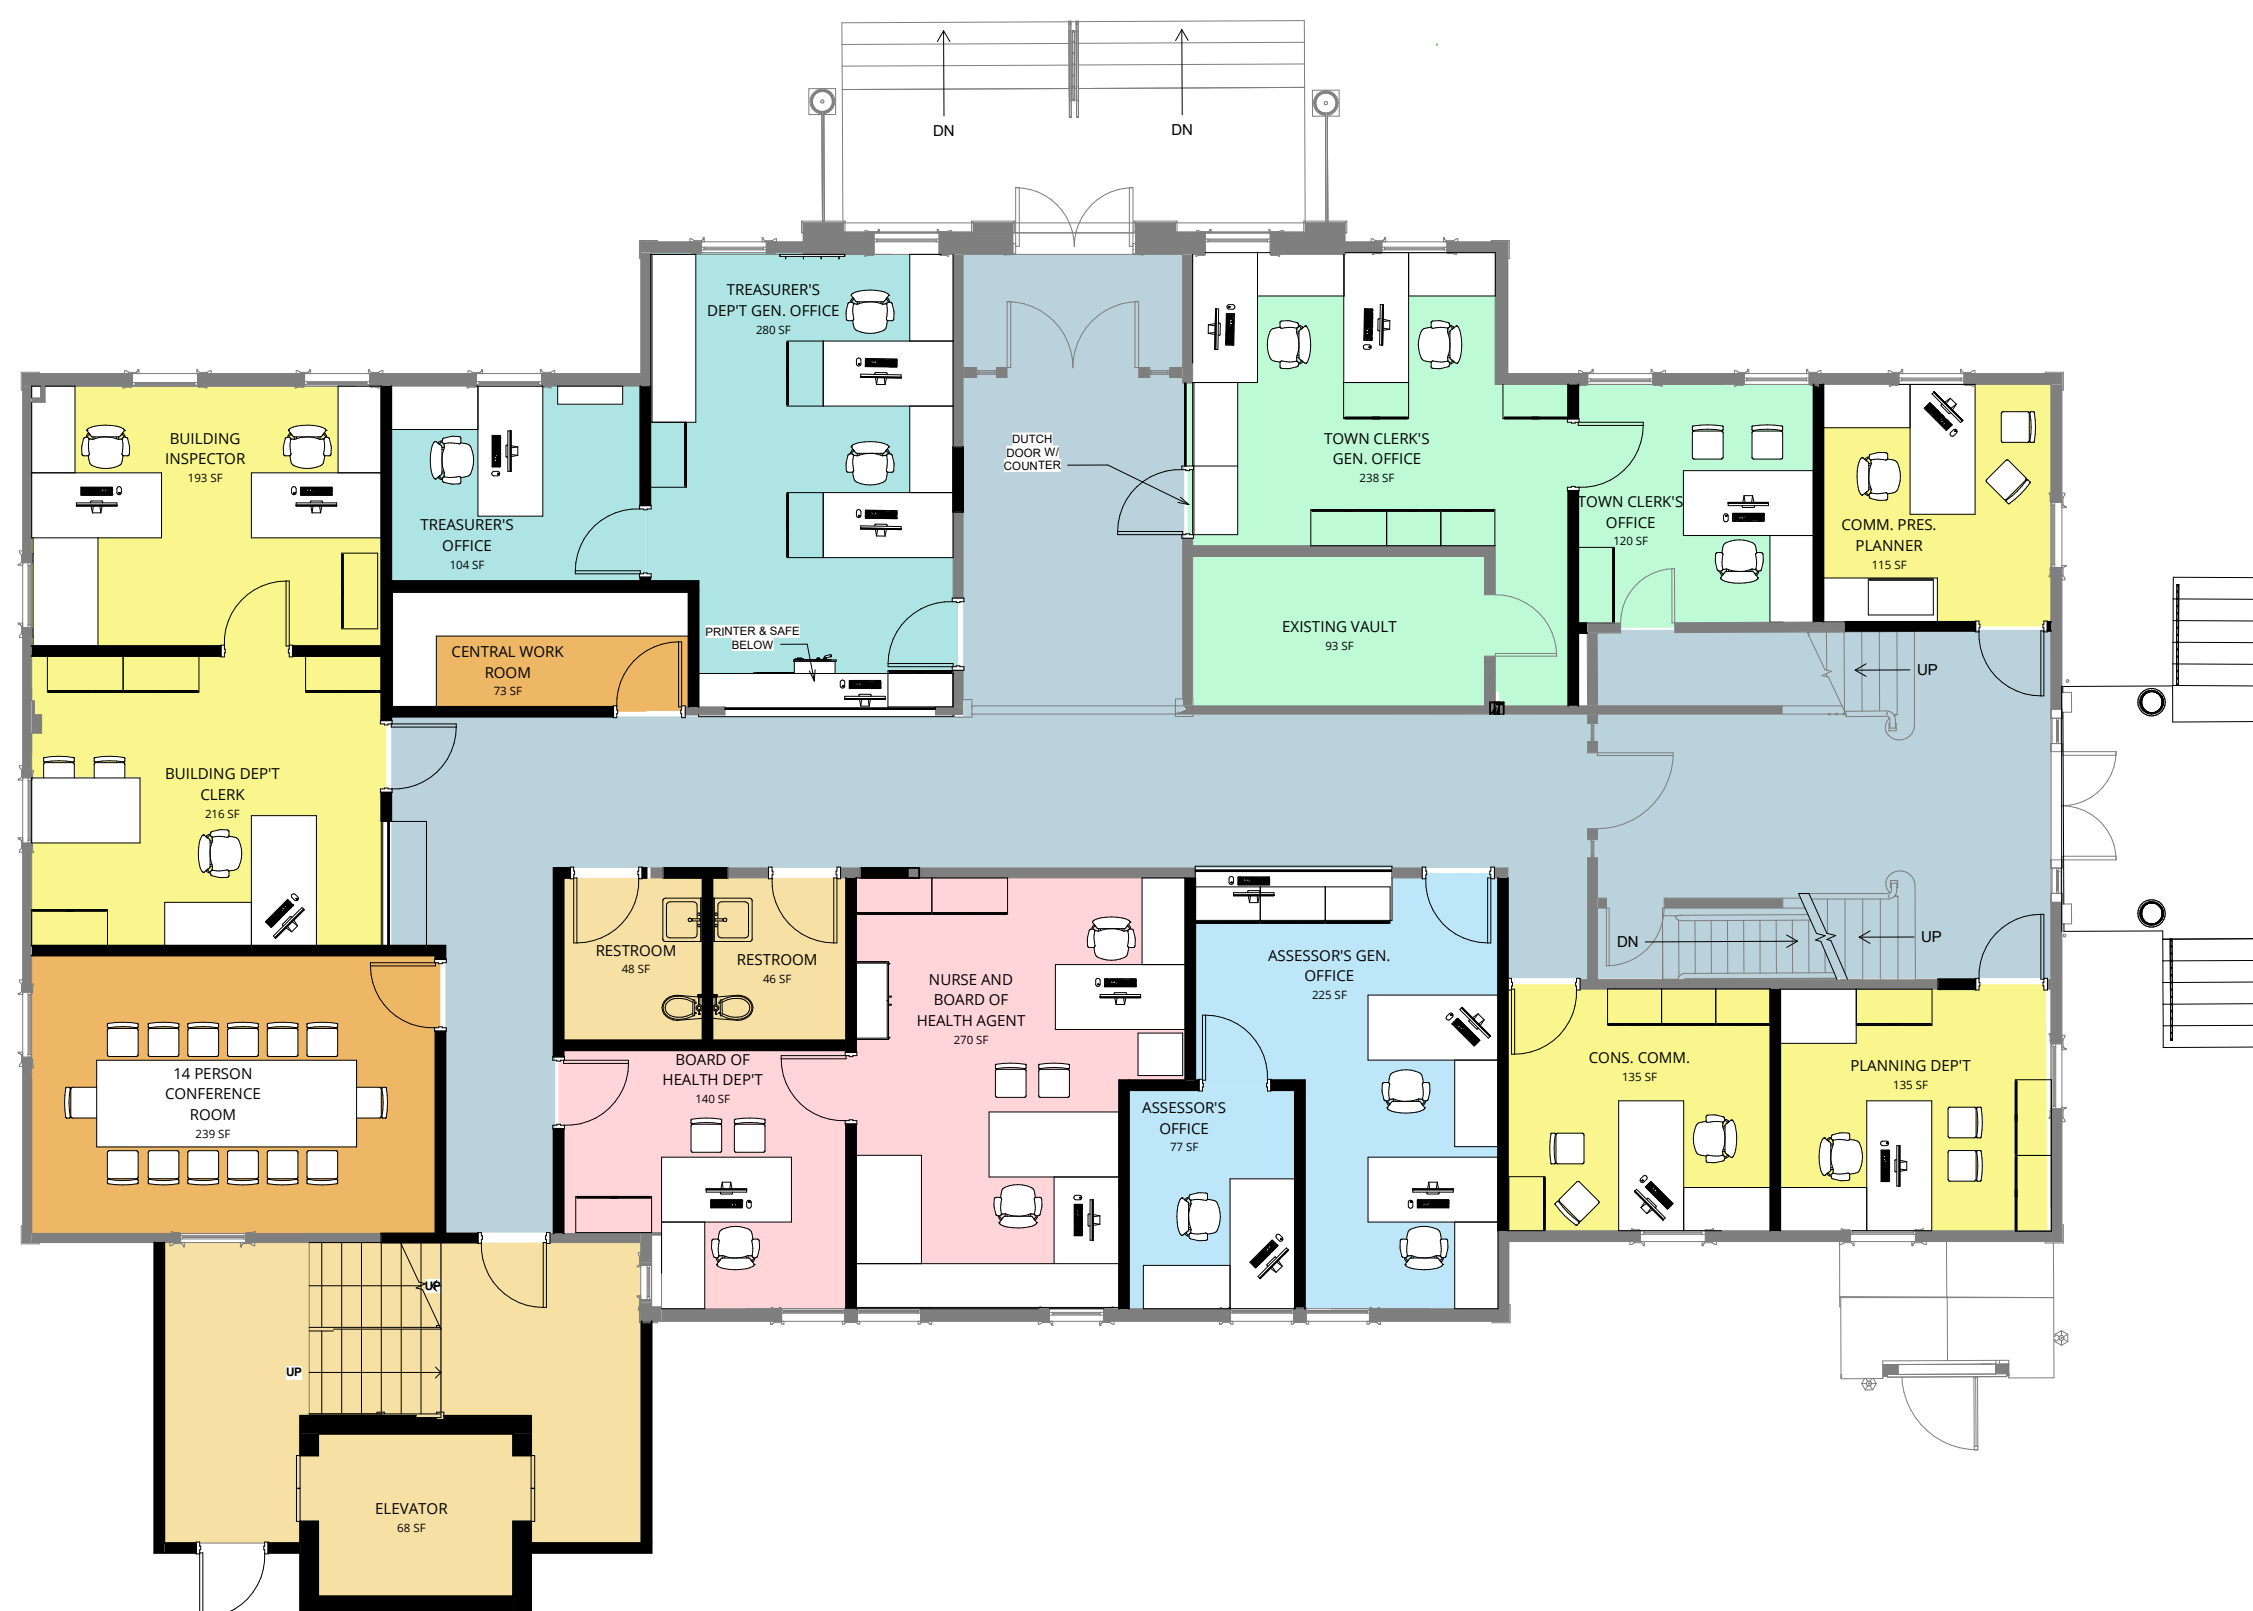 DN
DN
TREASURER'S
DEP'T GEN. OFFICE
280 SF
BUILDING
INSPECTOR
193 SF
TREASURER'S
OFFICE
104 SF
DUTCH
DOOR W/
COUNTER
TOWN CLERK'S
GEN. OFFICE
238 SF
TOWN CLERK'S
OFFICE
120 SF
COMM. PRES.
PLANNER
115 SF
CENTRAL WORK
ROOM
73 SF
PRINTER & SAFE
BELOW
EXISTING VAULT
93 SF
UP
BUILDING DEP'T
CLERK
216 SF
RESTROOM
48 SF
RESTROOM
46 SF
NURSE AND
BOARD OF
HEALTH AGENT
270 SF
ASSESSOR'S GEN.
OFFICE
225 SF
DN
UP
14 PERSON
CONFERENCE
ROOM
239 SF
BOARD OF
HEALTH DEP'T
140 SF
ASSESSOR'S
OFFICE
77 SF
CONS. COMM.
135 SF
PLANNING DEP'T
135 SF
UP
UP
ELEVATOR
68 SF